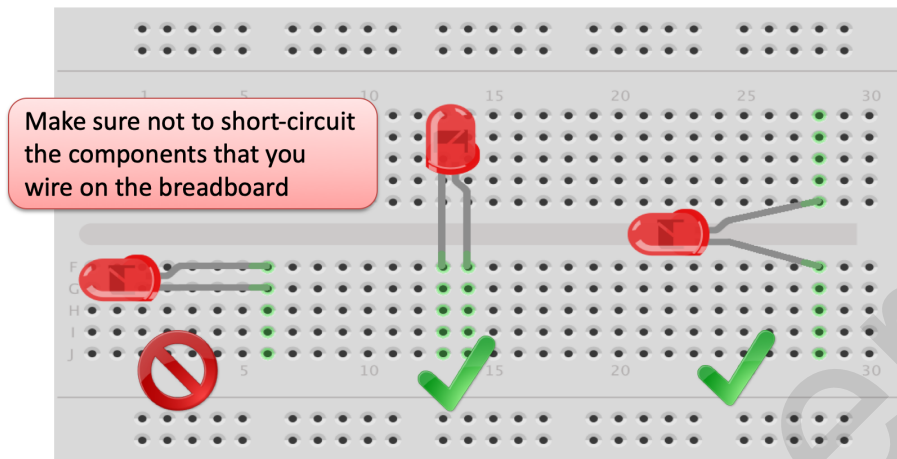 1 10 15 20 25 30
Make sure not to short-circuit
the components that you
wire on the breadboard
F
G
H
I
J
5 10 15 20 30